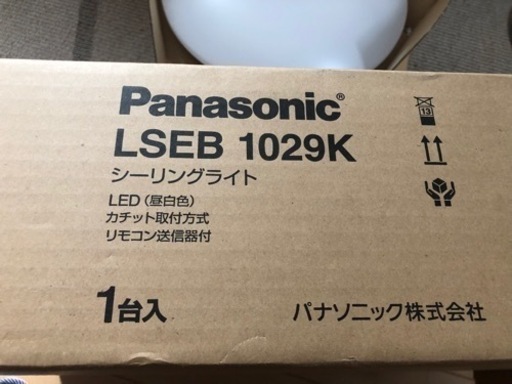 Panasonic®
LSEB 1029K
シーリングライト
LED(昼白色)
カチット取付方式
リモコン送信器付
1台入
パナソニック株式会社
13